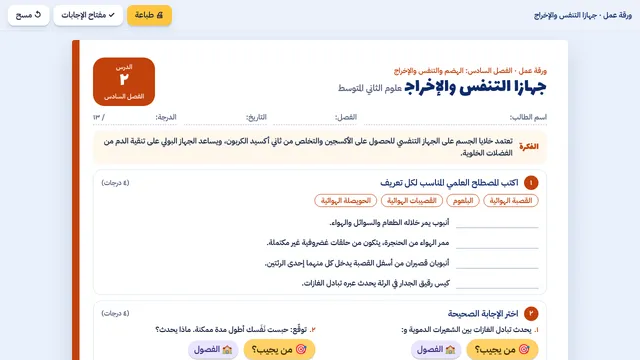 ورقة عمل · جهازا التنفس والإخراج
🖨 طباعة
✓ مفتاح الإجابات
↺ مسح
ورقة عمل · الفصل السادس: الهضم والتنفس والإخراج
جهازا التنفس والإخراج علوم الثاني المتوسط
الدرس
٢
الفصل السادس
اسم الطالب:
الفصل:
التاريخ:
الدرجة: / ١٣
الفكرة
تعتمد خلايا الجسم على الجهاز التنفسي للحصول على الأكسجين والتخلص من ثاني أكسيد الكربون، ويساعد الجهاز البولي على تنقية الدم من
الفضلات الخلوية.
١ اكتب المصطلح العلمي المناسب لكل تعريف (٤ درجات)
القصبة الهوائية البلعوم القصيبات الهوائية الحويصلة الهوائية
أنبوب يمر خلاله الطعام والسوائل والهواء.
ممر الهواء من الحنجرة، يتكون من حلقات غضروفية غير مكتملة.
أنبوبان قصيران من أسفل القصبة يدخل كل منهما إحدى الرئتين.
كيس رقيق الجدار في الرئة يحدث عبره تبادل الغازات.
٢ اختر الإجابة الصحيحة (٤ درجات)
١. يحدث تبادل الغازات بين الشعيرات الدموية و:
🎯 من يجيب؟ 🏫 الفصول
٢. توقّع: حبست نَفَسك أطول مدة ممكنة. ماذا يحدث؟
🎯 من يجيب؟ 🏫 الفصول